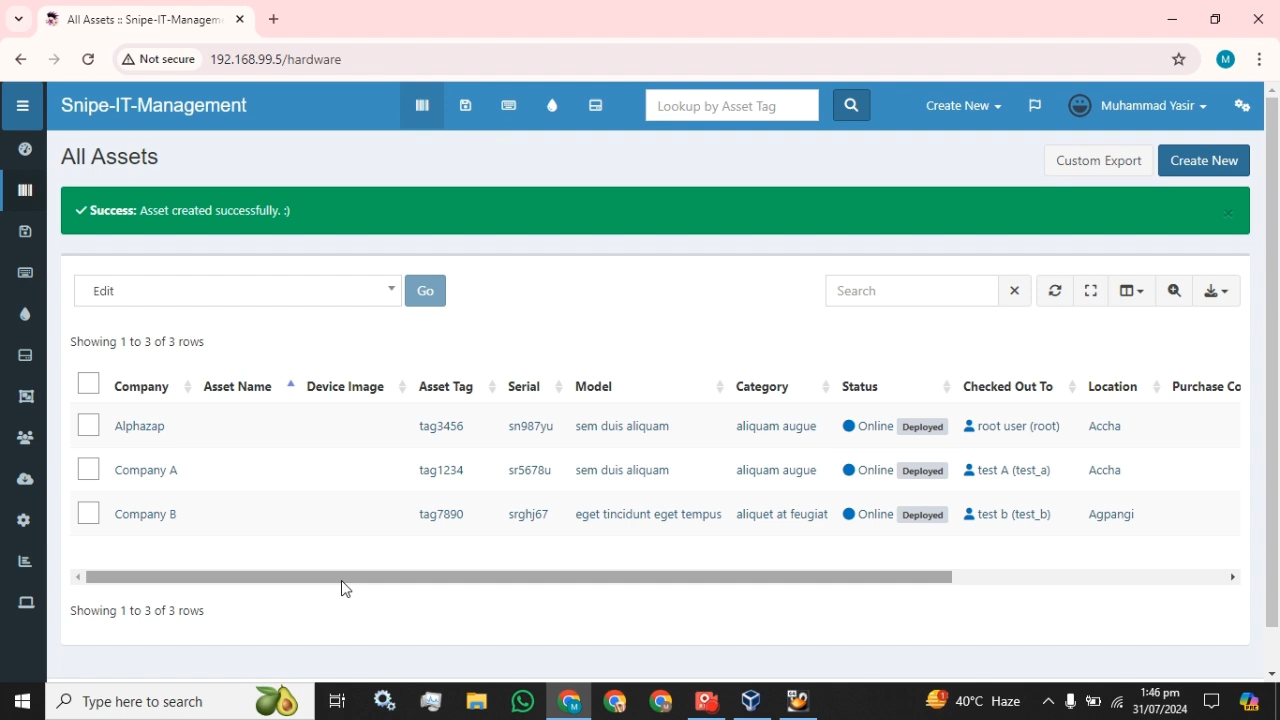 All Assets :: Snipe-IT-Managem
Not secure 192.168.99.5/hardware M
Snipe-IT-Management Lookup by Asset Tag Create New Muhammad Yasir
All Assets Custom Export Create New
Success: Asset created successfully. :)
Edit Go Search
Showing 1 to 3 of 3 rows
Company Asset Name Device Image Asset Tag Serial Model Category Status Checked Out To Location Purchase Co
Alphazap tag3456 sn987yu sem duis aliquam aliquam augue Online Deployed root user (root) Accha
Company A tag1234 sr5678u sem duis aliquam aliquam augue Online Deployed test A (test_a) Accha
Company B tag7890 srghj67 eget tincidunt eget tempus aliquet at feugiat Online Deployed test b (test_b) Agpangi
Showing 1 to 3 of 3 rows
Type here to search 40°C Haze 1:46 pm
31/07/2024